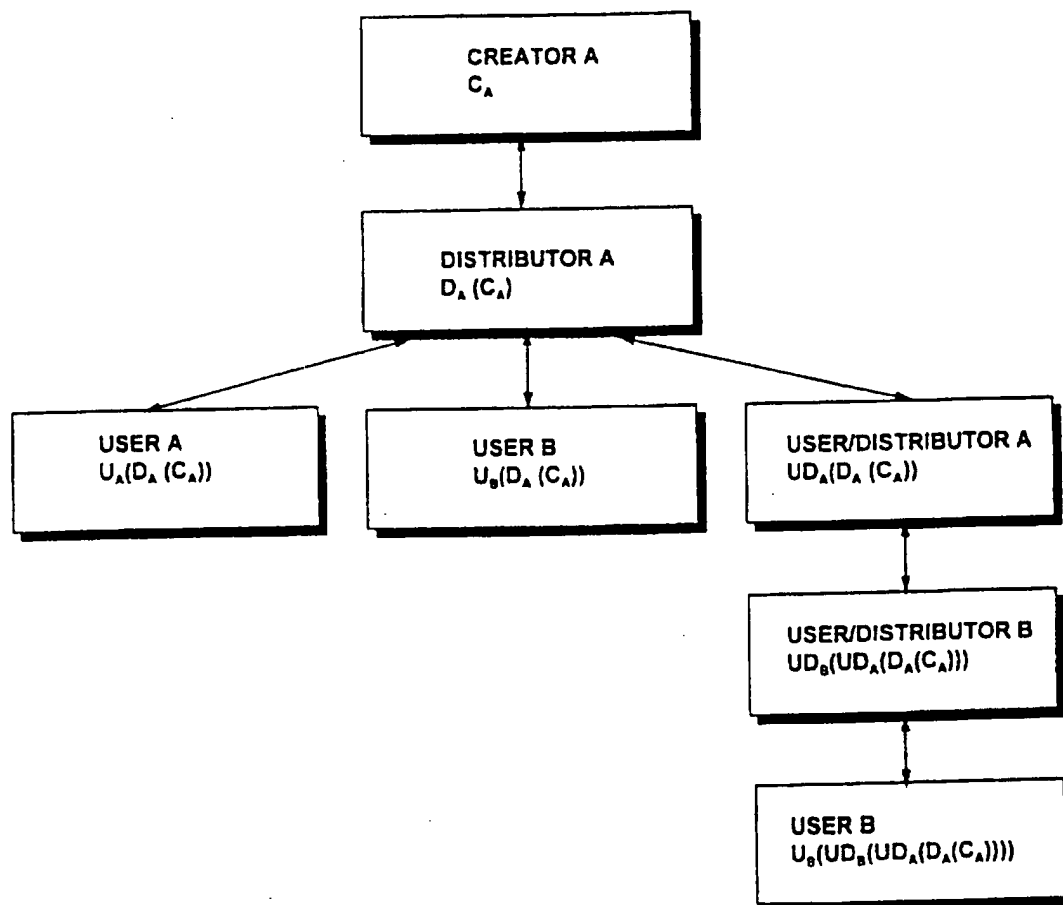 CREATOR A
C_A
DISTRIBUTOR A
D_A (C_A)
USER A
U_A(D_A (C_A))
USER B
U_B(D_A (C_A))
USER/DISTRIBUTOR A
UD_A(D_A (C_A))
USER/DISTRIBUTOR B
UD_B(UD_A(D_A(C_A)))
USER B
U_B(UD_B(UD_A(D_A(C_A))))